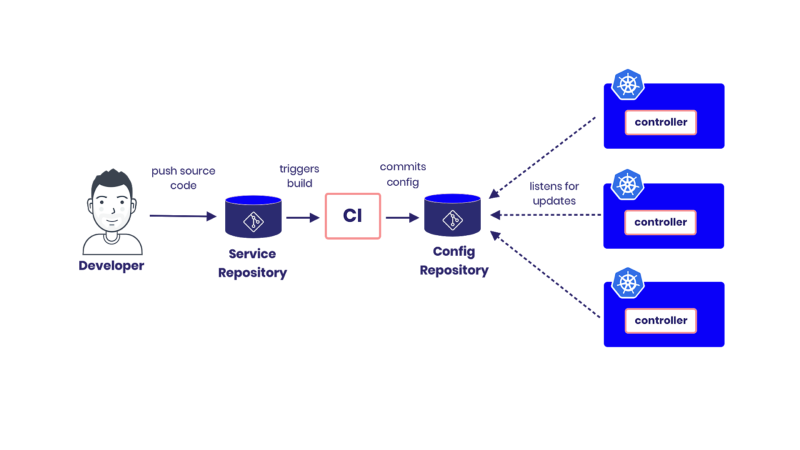 push source
code
Developer
Service
Repository
triggers
build
CI
commits
config
Config
Repository
listens for
updates
controller
controller
controller